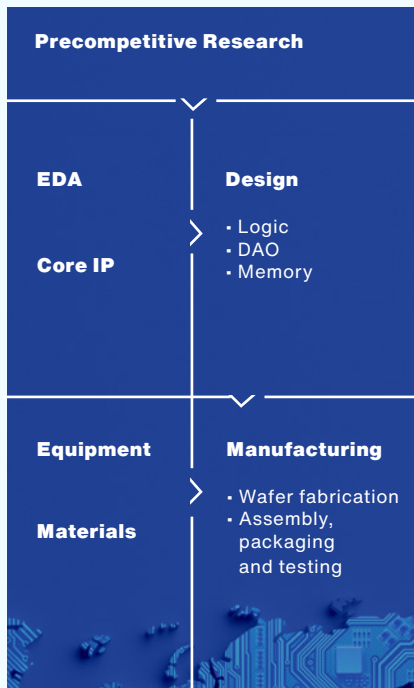 Precompetitive Research
EDA
Core IP
Design
▪ Logic
▪ DAO
▪ Memory
Equipment
Materials
Manufacturing
▪ Wafer fabrication
▪ Assembly,
packaging
and testing